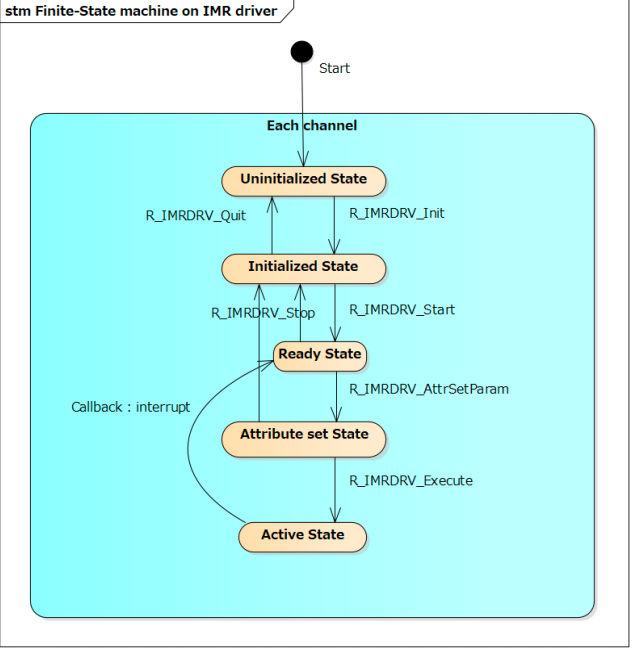 stm Finite-State machine on IMR driver
Start
Each channel
Uninitialized State
R_IMRDRV_Quit
R_IMRDRV_Init
Initialized State
R_IMRDRV_Stop
R_IMRDRV_Start
Ready State
R_IMRDRV_AttrSetParam
Callback : interrupt
Attribute set State
R_IMRDRV_Execute
Active State